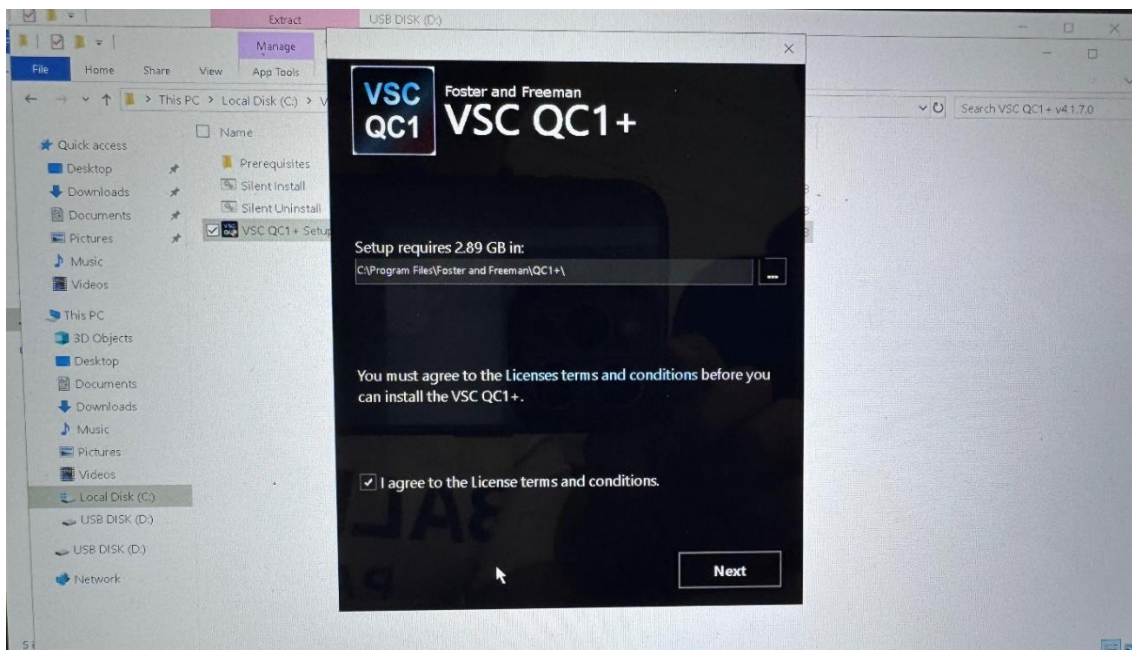 Extract
USB DISK (D:)
Manage
File
Home
Share
View
App Tools
This PC > Local Disk (C:) >
Search VSC QC1+ v4.1.7.0
Name
Quick access
Desktop
Downloads
Documents
Pictures
Music
Videos
This PC
3D Objects
Desktop
Documents
Downloads
Music
Pictures
Videos
Local Disk (C:)
USB DISK (D:)
USB DISK (D:)
Network
Prerequisites
Silent Install
Silent Uninstall
VSC QC1+ Setup
VSC
QC1
Foster and Freeman
VSC QC1+
Setup requires 2.89 GB in:
C:\Program Files\Foster and Freeman\QC1+\
...
You must agree to the Licenses terms and conditions before you
can install the VSC QC1+.
I agree to the License terms and conditions.
Next